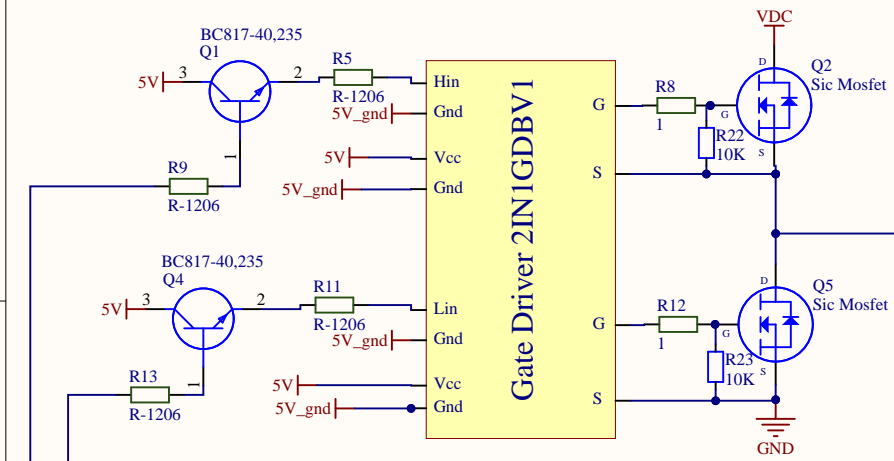 BC817-40,235
Q1
5V
3
2
1
R5
R-1206
5V_gnd
5V
5V_gnd
R9
R-1206
BC817-40,235
Q4
5V
3
2
1
R11
R-1206
5V_gnd
5V
5V_gnd
R13
R-1206
Hin
Gnd
Vcc
Gnd
Lin
Gnd
Vcc
Gnd
Gate Driver 2IN1GDBV1
G
S
G
S
R8
1
R22
10K
VDC
D
G
S
Q2
Sic Mosfet
R12
1
R23
10K
D
G
S
Q5
Sic Mosfet
GND